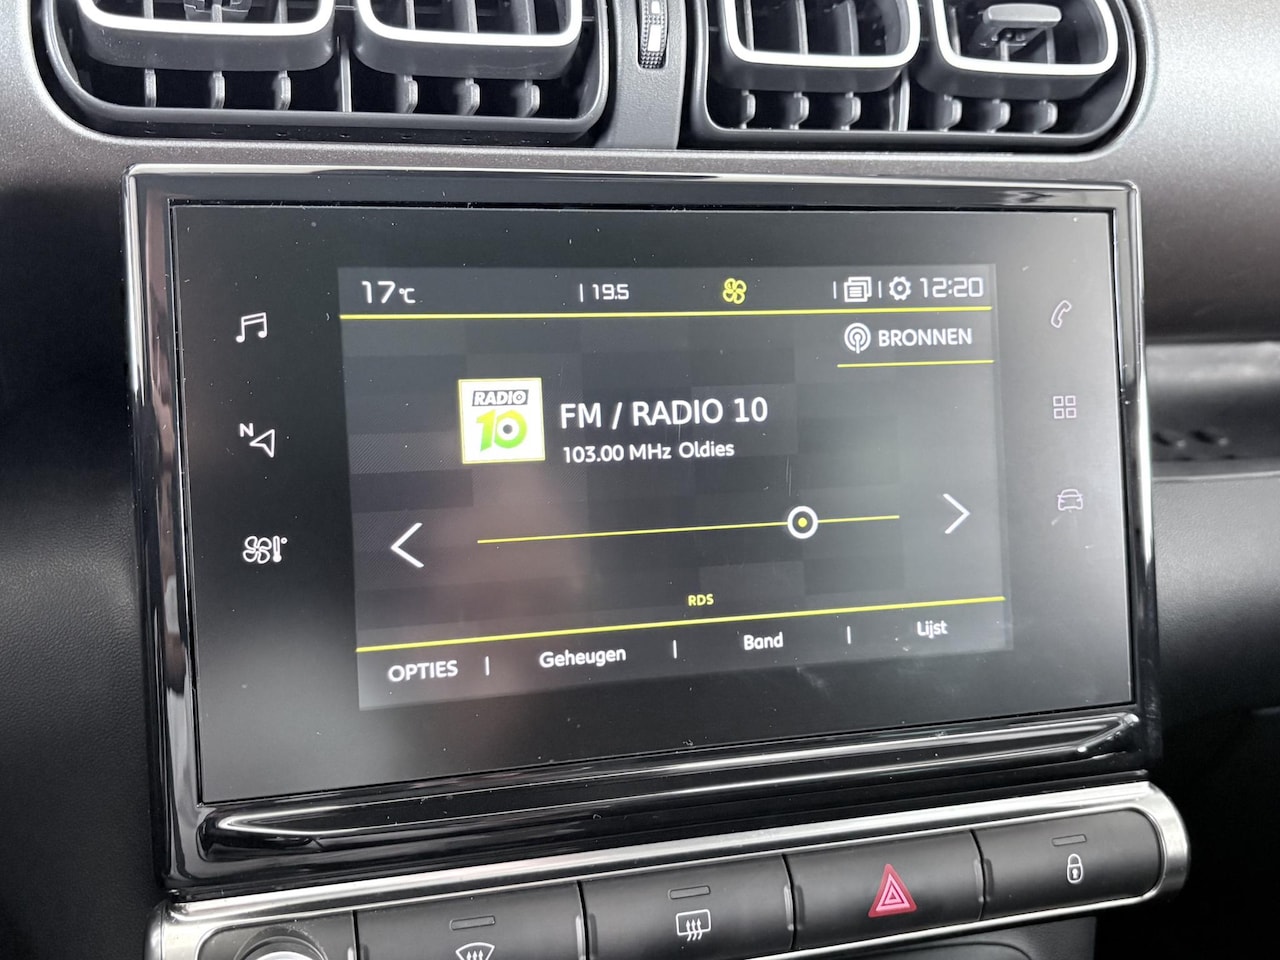 17°C | 19.5 | | 12:20
BRONNEN
RADIO
10
FM / RADIO 10
103.00 MHz Oldies
N
RDS
OPTIES | Geheugen | Band | Lijst